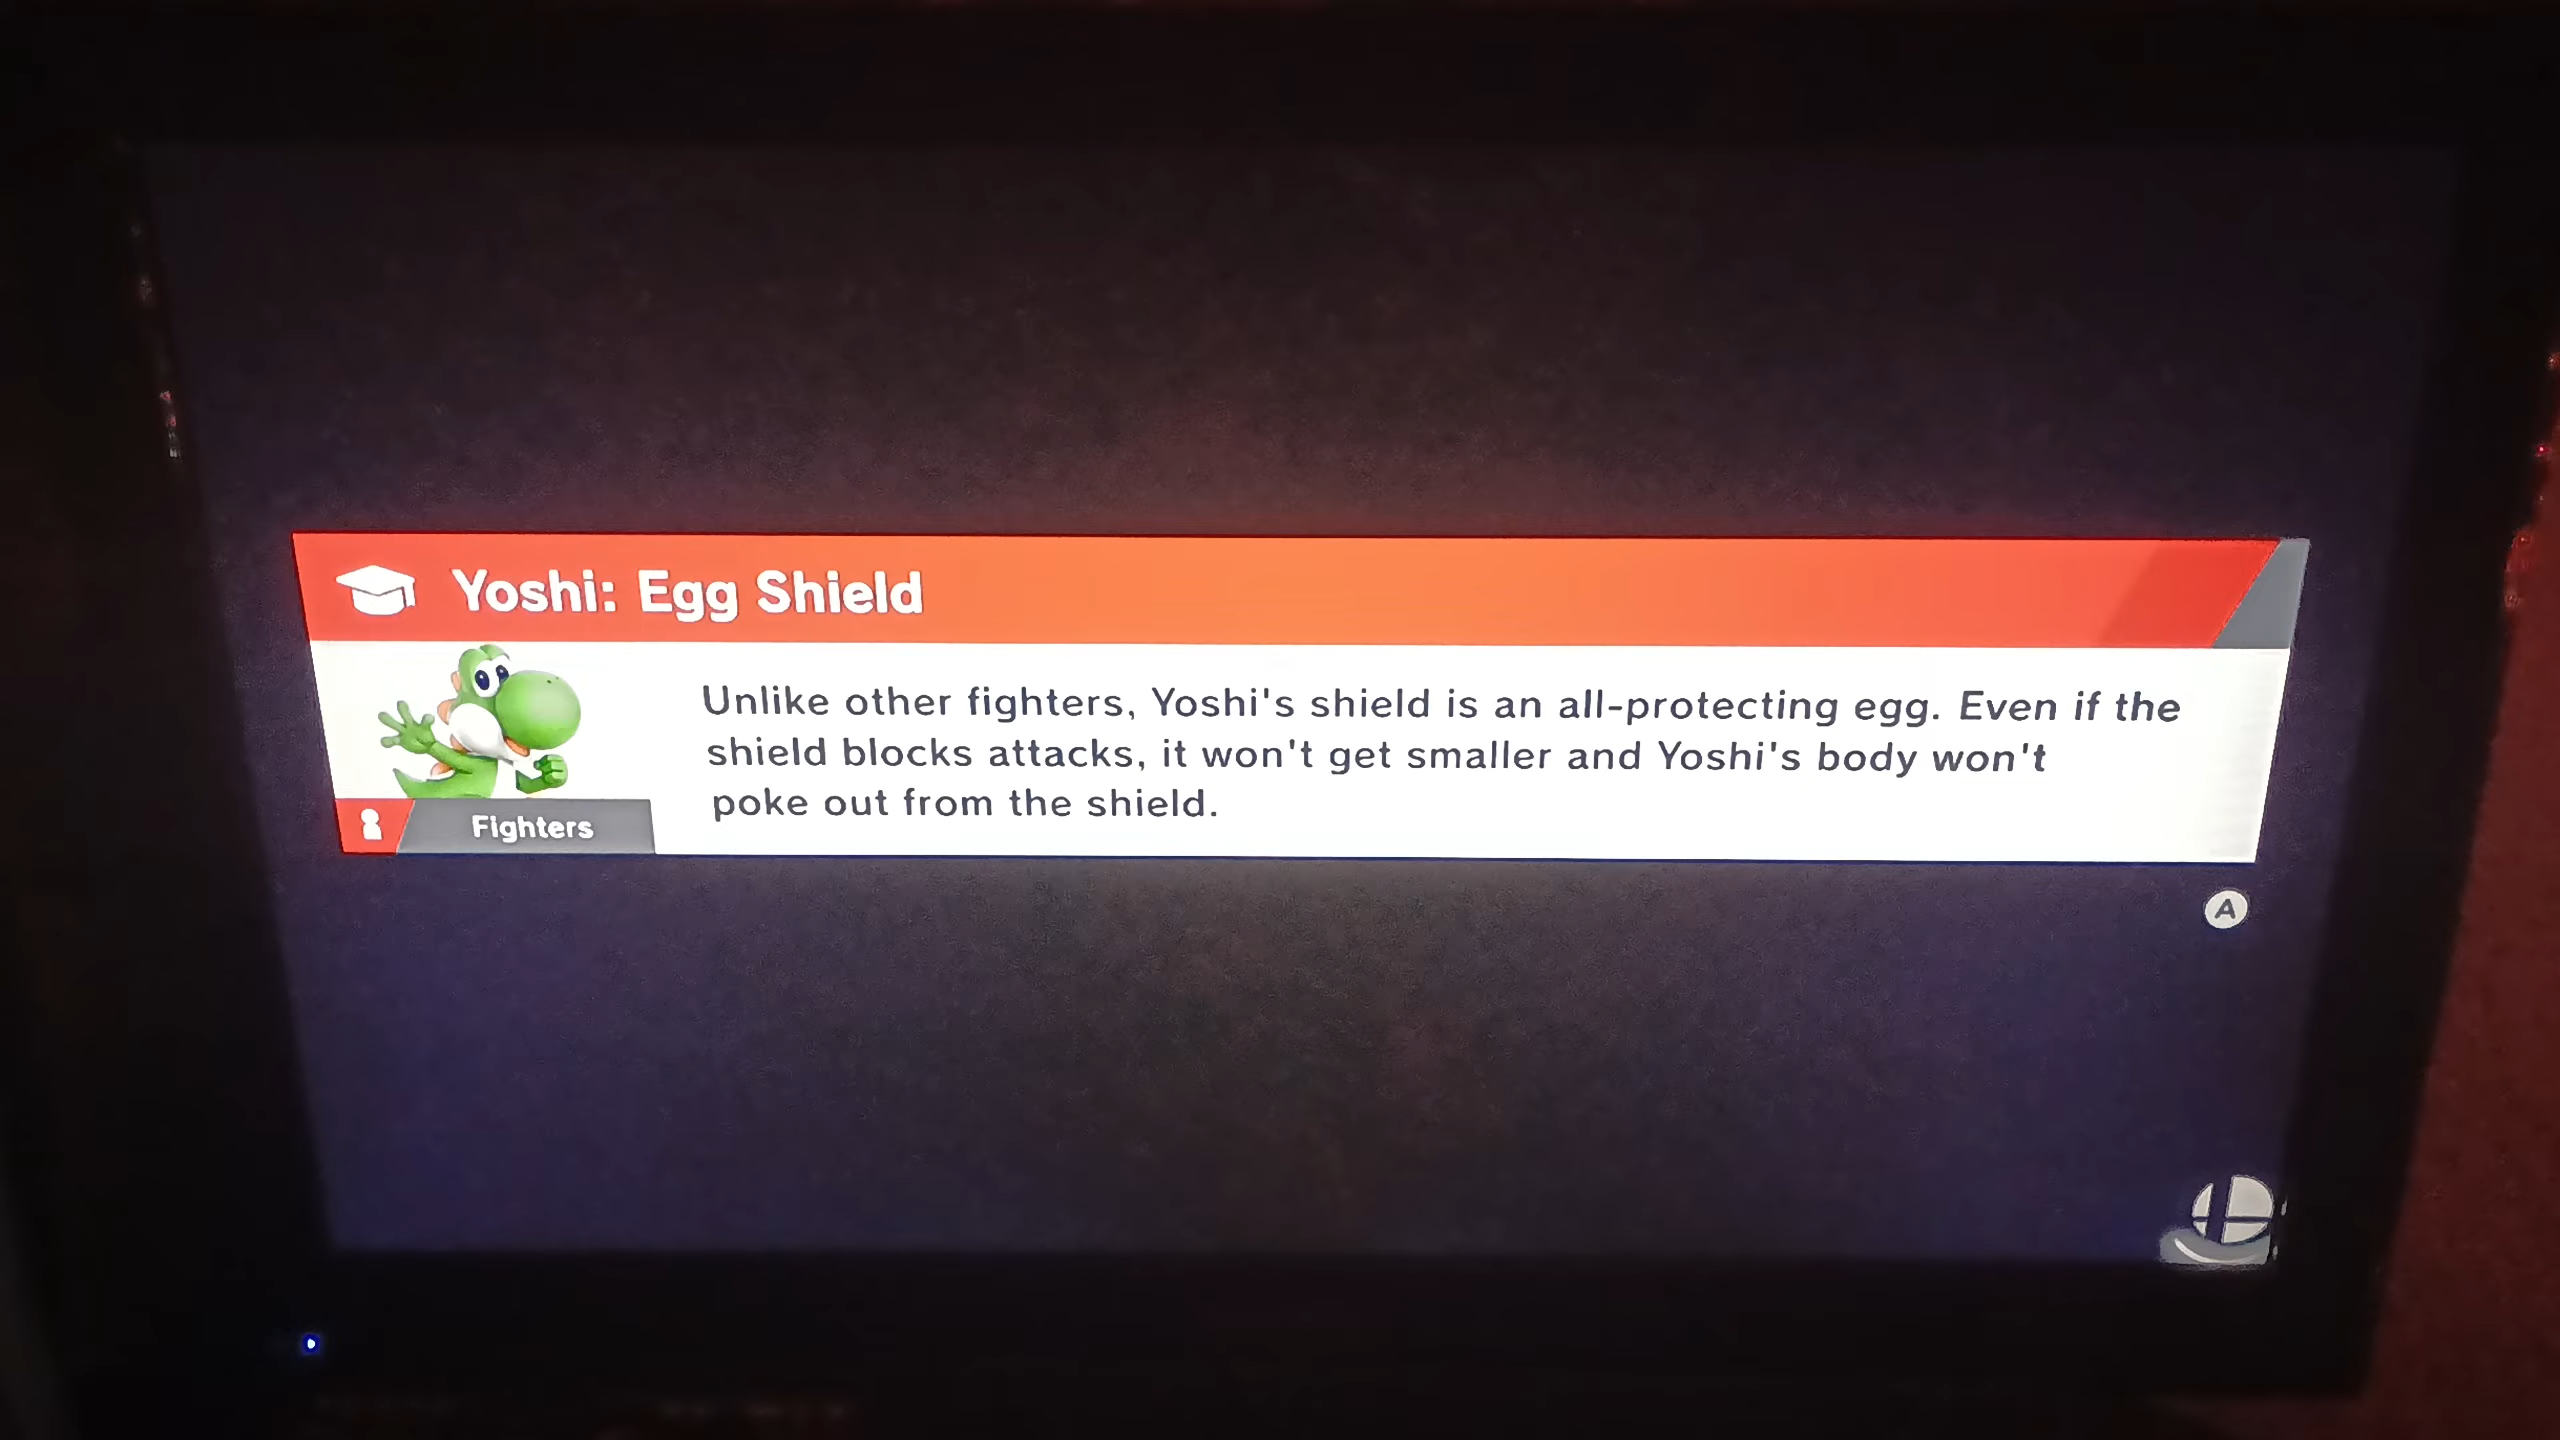 Yoshi: Egg Shield
Unlike other fighters, Yoshi's shield is an all-protecting egg. Even if the
shield blocks attacks, it won't get smaller and Yoshi's body won't
poke out from the shield.
Fighters
A